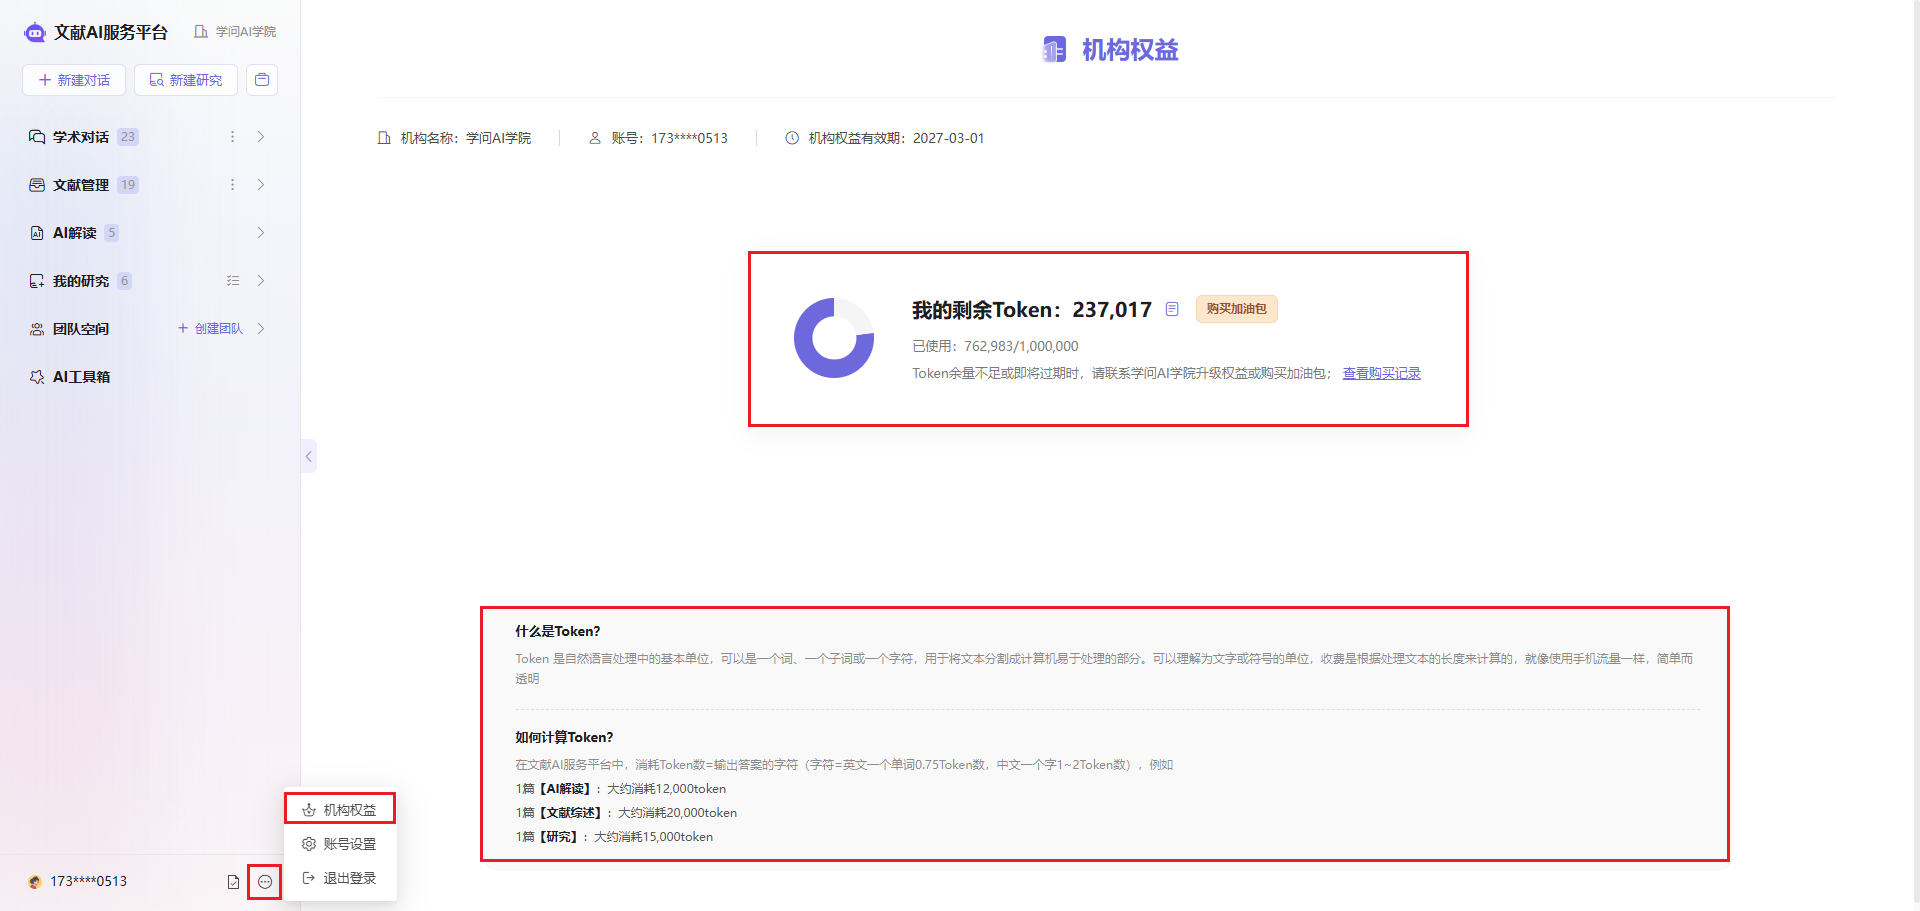 文献AI服务平台 学问AI学院
新建对话 新建研究
学术对话 23
文献管理 19
AI解读 5
我的研究 6
团队空间 创建团队
AI工具箱
机构权益
账号设置
退出登录
173****0513
机构权益
机构名称：学问AI学院 账号：173****0513 机构权益有效期：2027-03-01
我的剩余Token：237,017 购买加油包
已使用：762,983/1,000,000
Token余量不足或即将过期时，请联系学问AI学院升级权益或购买加油包； 查看购买记录
什么是Token?
Token 是自然语言处理中的基本单位，可以是一个词、一个子词或一个字符，用于将文本分割成计算机易于处理的部分。可以理解为文字或符号的单位，收费是根据处理文本的长度来计算的，就像使用手机流量一样，简单而
透明
如何计算Token?
在文献AI服务平台中，消耗Token数=输出答案的字符（字符=英文一个单词0.75Token数，中文一个字1~2Token数），例如
1篇【AI解读】：大约消耗12,000token
1篇【文献综述】：大约消耗20,000token
1篇【研究】：大约消耗15,000token